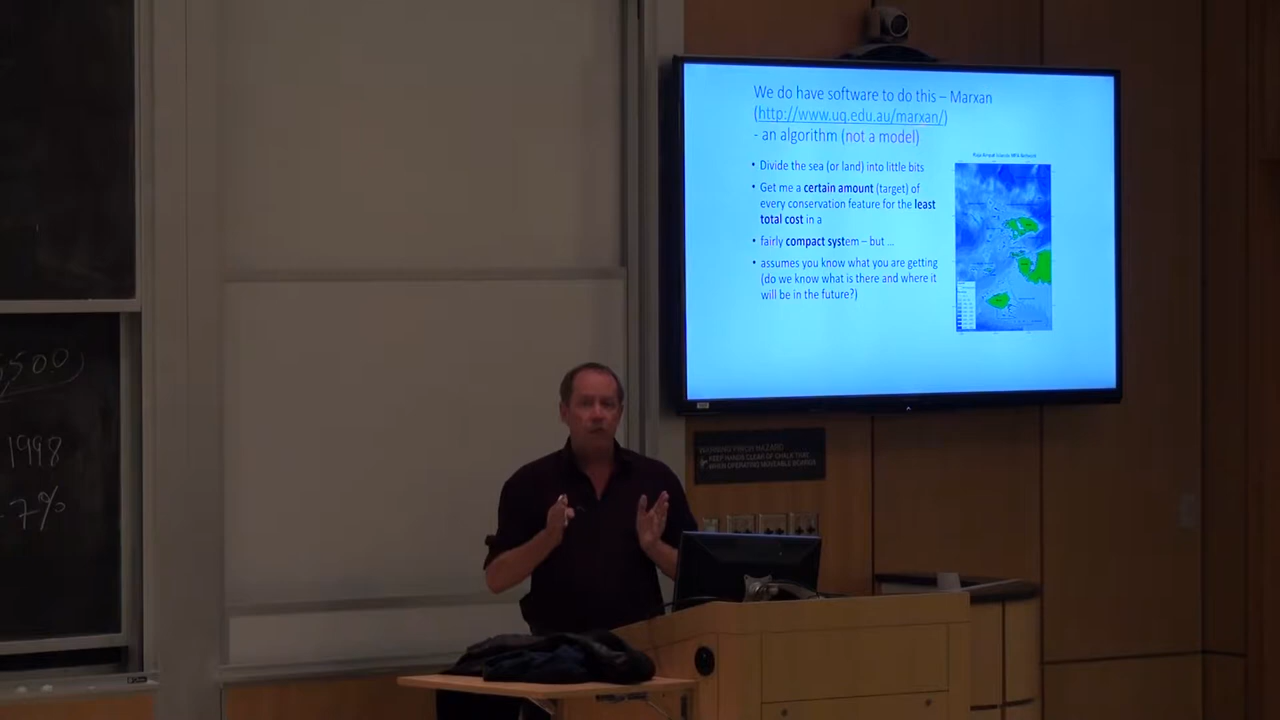 We do have software to do this – Marxan
(http://www.uq.edu.au/marxan/)
- an algorithm (not a model)
• Divide the sea (or land) into little bits
• Get me a certain amount (target) of
every conservation feature for the least
total cost in a
• fairly compact system – but ...
• assumes you know what you are getting
(do we know what is there and where it
will be in the future?)
500
1998
7%
KEEP HANDS CLEAR OF CHALK TRAY
WHEN OPERATING MOVEABLE BOARDS